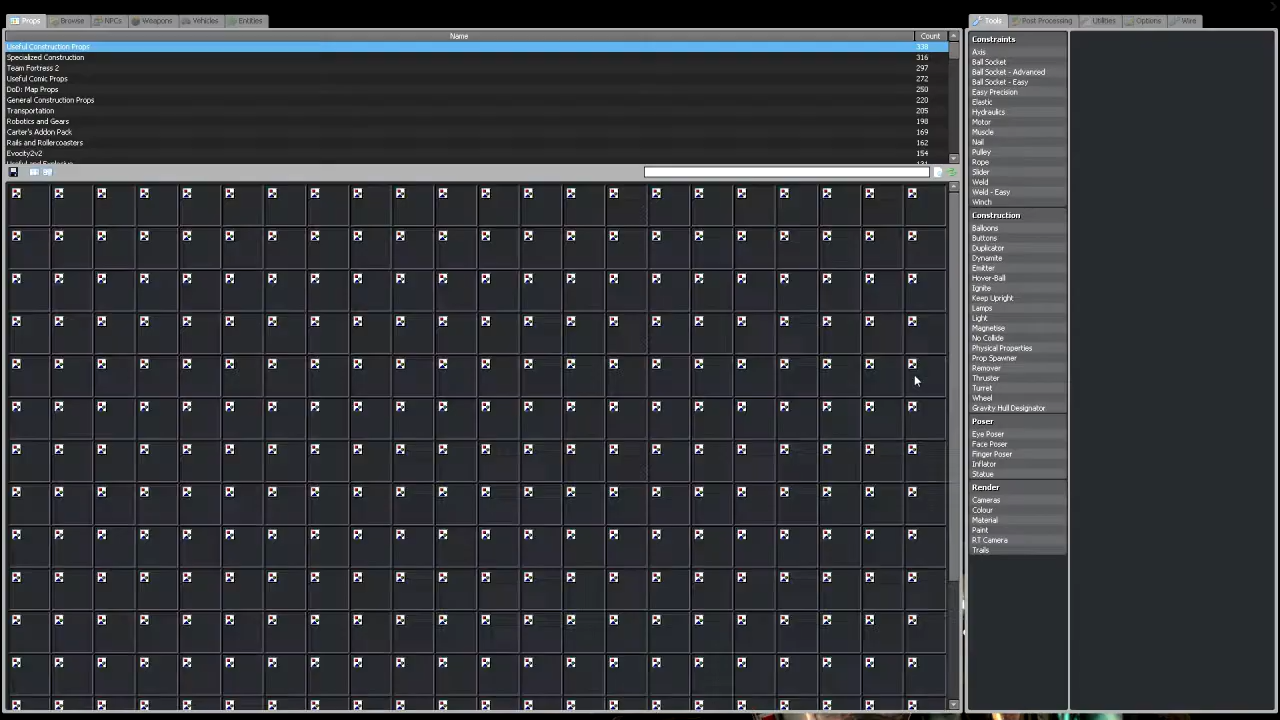 Props Browse NPCs Weapons Vehicles Entities
Name Count
Useful Construction Props 338
Specialized Construction 316
Team Fortress 2 297
Useful Comic Props 272
DoD: Map Props 250
General Construction Props 220
Transportation 205
Robotics and Gears 198
Carter's Addon Pack 169
Rails and Rollercoasters 162
Evocity2v2 154
Useful and Explosive 131
Tools Post Processing Utilities Options Wire
Constraints
Axis
Ball Socket
Ball Socket - Advanced
Ball Socket - Easy
Easy Precision
Elastic
Hydraulics
Motor
Muscle
Nail
Pulley
Rope
Slider
Weld
Weld - Easy
Winch
Construction
Balloons
Buttons
Duplicator
Dynamite
Emitter
Hover-Ball
Ignite
Keep Upright
Lamps
Light
Magnetise
No Collide
Physical Properties
Prop Spawner
Remover
Thruster
Turret
Wheel
Gravity Hull Designator
Poser
Eye Poser
Face Poser
Finger Poser
Inflator
Statue
Render
Cameras
Colour
Material
Paint
RT Camera
Trails